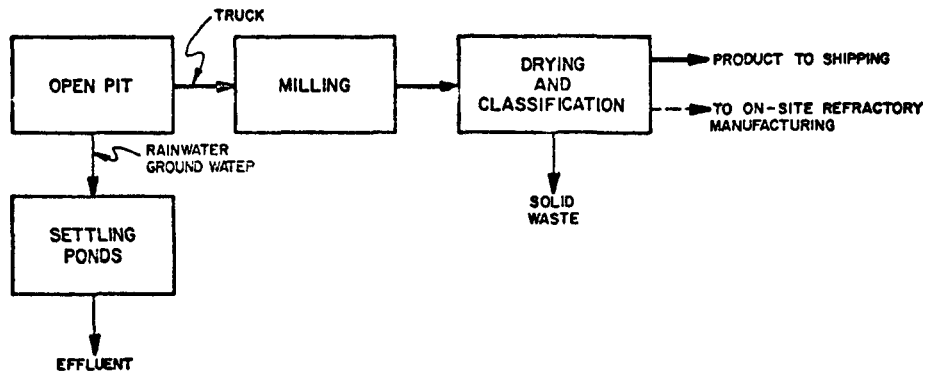 TRUCK
OPEN PIT
MILLING
DRYING
AND
CLASSIFICATION
PRODUCT TO SHIPPING
TO ON-SITE REFRACTORY
MANUFACTURING
RAINWATER
GROUND WATEP
SOLID
WASTE
SETTLING
PONDS
EFFLUENT